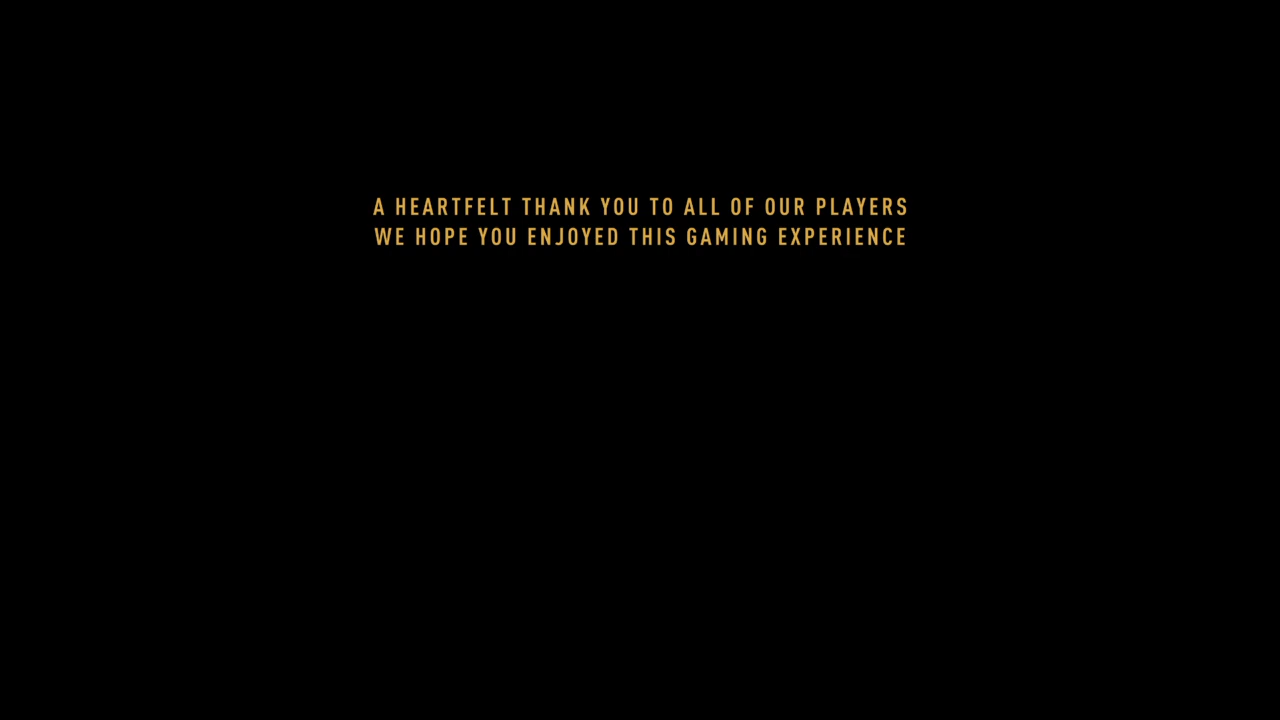 A HEARTFELT THANK YOU TO ALL OF OUR PLAYERS
WE HOPE YOU ENJOYED THIS GAMING EXPERIENCE